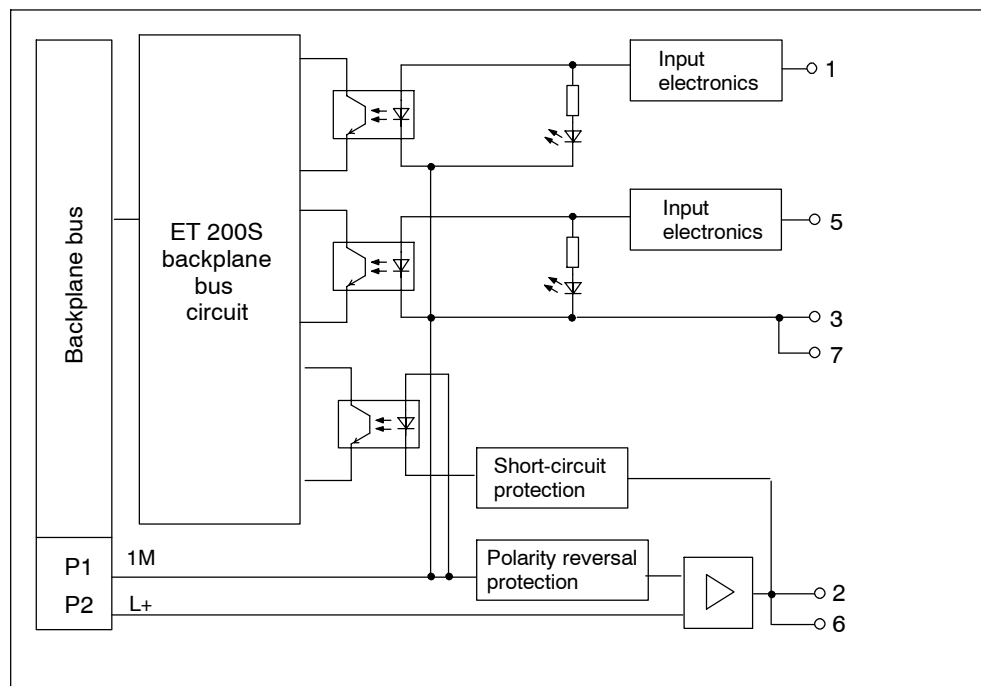 Input
electronics
1
Input
electronics
5
Backplane bus
ET 200S
backplane
bus
circuit
3
7
Short-circuit
protection
P1
1M
Polarity reversal
protection
P2
L+
2
6